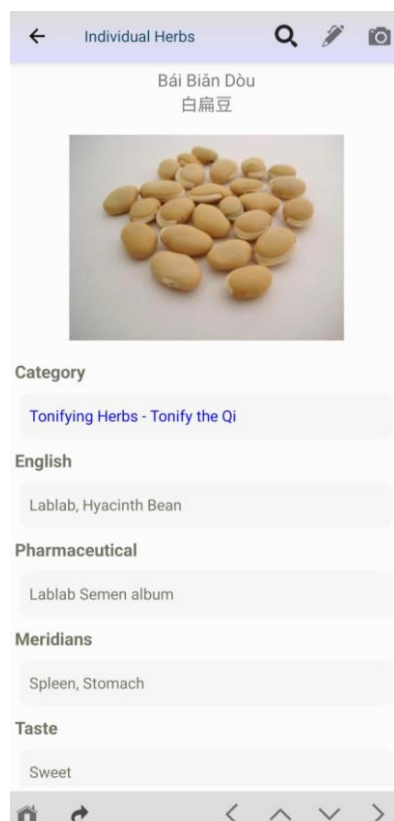 Individual Herbs
Bái Biǎn Dòu
白扁豆
Category
Tonifying Herbs - Tonify the Qi
English
Lablab, Hyacinth Bean
Pharmaceutical
Lablab Semen album
Meridians
Spleen, Stomach
Taste
Sweet